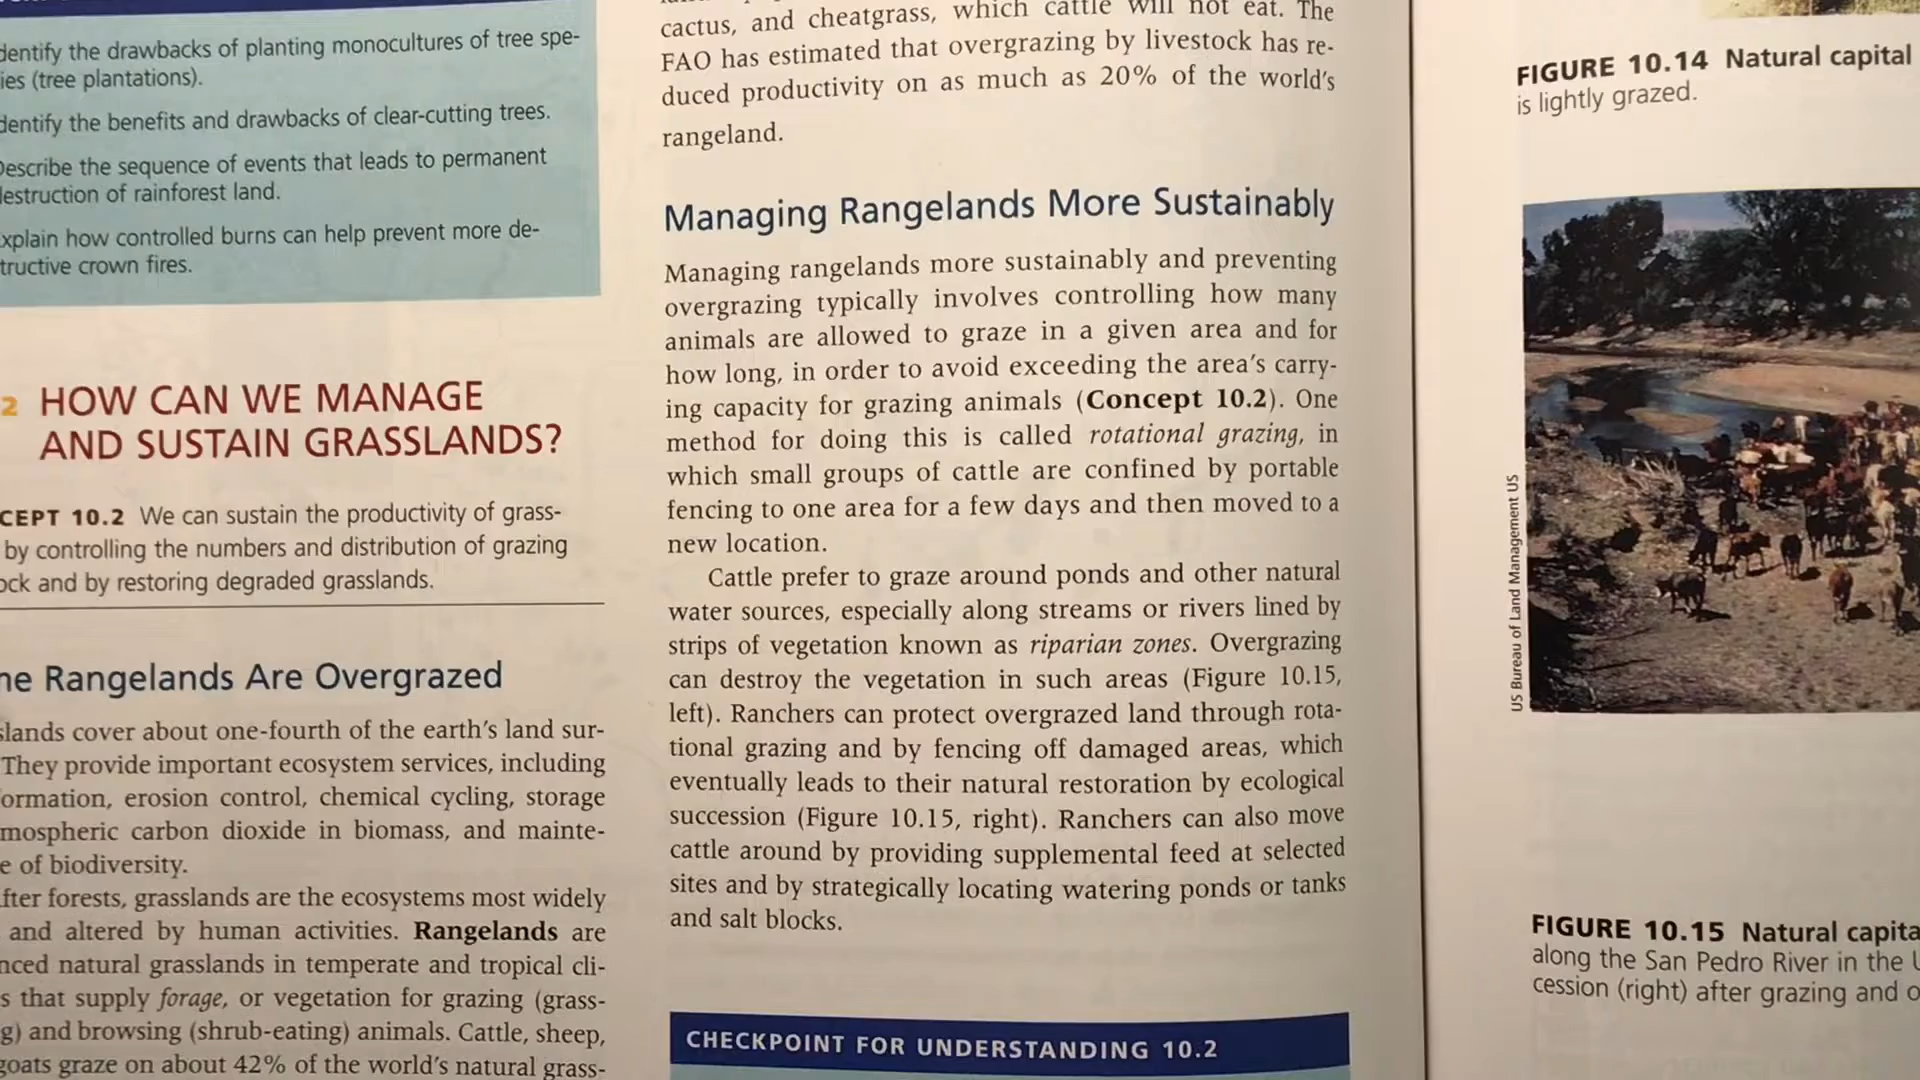 dentify the drawbacks of planting monocultures of tree spe-
ies (tree plantations).
dentify the benefits and drawbacks of clear-cutting trees.
Describe the sequence of events that leads to permanent
destruction of rainforest land.
xplain how controlled burns can help prevent more de-
tructive crown fires.
2 HOW CAN WE MANAGE
AND SUSTAIN GRASSLANDS?
CEPT 10.2 We can sustain the productivity of grass-
by controlling the numbers and distribution of grazing
ock and by restoring degraded grasslands.
ne Rangelands Are Overgrazed
slands cover about one-fourth of the earth's land sur-
They provide important ecosystem services, including
ormation, erosion control, chemical cycling, storage
mospheric carbon dioxide in biomass, and mainte-
e of biodiversity.
fter forests, grasslands are the ecosystems most widely
and altered by human activities. Rangelands are
nced natural grasslands in temperate and tropical cli-
s that supply forage, or vegetation for grazing (grass-
g) and browsing (shrub-eating) animals. Cattle, sheep,
goats graze on about 42% of the world's natural grass-
cactus, and cheatgrass, which cattle will not eat. The
FAO has estimated that overgrazing by livestock has re-
duced productivity on as much as 20% of the world's
rangeland.
Managing Rangelands More Sustainably
Managing rangelands more sustainably and preventing
overgrazing typically involves controlling how many
animals are allowed to graze in a given area and for
how long, in order to avoid exceeding the area's carry-
ing capacity for grazing animals (Concept 10.2). One
method for doing this is called rotational grazing, in
which small groups of cattle are confined by portable
fencing to one area for a few days and then moved to a
new location.
Cattle prefer to graze around ponds and other natural
water sources, especially along streams or rivers lined by
strips of vegetation known as riparian zones. Overgrazing
can destroy the vegetation in such areas (Figure 10.15,
left). Ranchers can protect overgrazed land through rota-
tional grazing and by fencing off damaged areas, which
eventually leads to their natural restoration by ecological
succession (Figure 10.15, right). Ranchers can also move
cattle around by providing supplemental feed at selected
sites and by strategically locating watering ponds or tanks
and salt blocks.
CHECKPOINT FOR UNDERSTANDING 10.2
FIGURE 10.14 Natural capital
is lightly grazed.
US Bureau of Land Management US
FIGURE 10.15 Natural capita
along the San Pedro River in the U
cession (right) after grazing and o